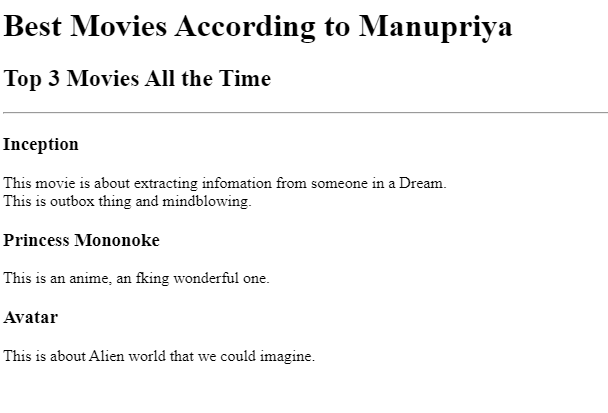 Best Movies According to Manupriya
Top 3 Movies All the Time
Inception
This movie is about extracting infomation from someone in a Dream.
This is outbox thing and mindblowing.
Princess Mononoke
This is an anime, an fking wonderful one.
Avatar
This is about Alien world that we could imagine.